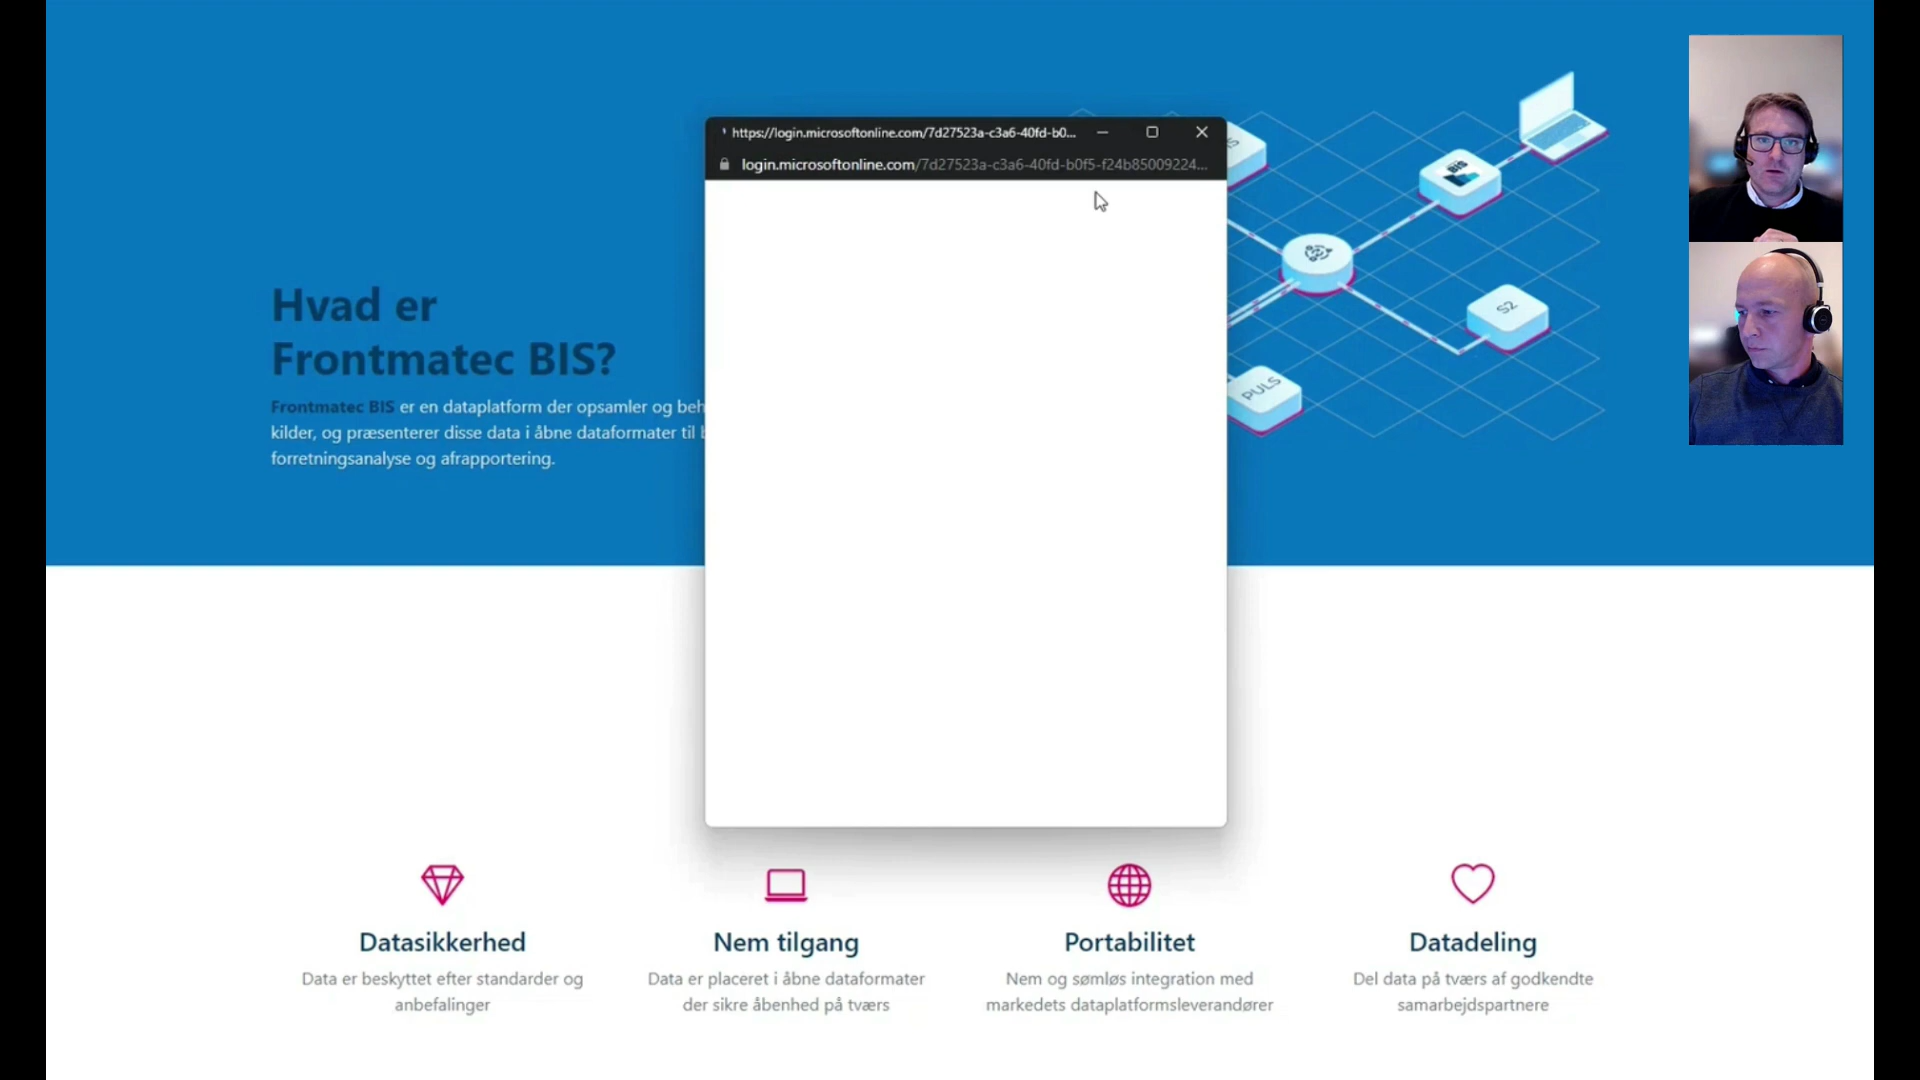 https://login.microsoftonline.com/7d27523a-c3a6-40fd-b0...
login.microsoftonline.com/7d27523a-c3a6-40fd-b0f5-f24b85009224...
BIS
S2
PULS
Hvad er
Frontmatec BIS?
Frontmatec BIS er en dataplatform der opsamler og beh
kilder, og præsenterer disse data i åbne dataformater til
forretningsanalyse og afrapportering.
Datasikkerhed
Data er beskyttet efter standarder og
anbefalinger
Nem tilgang
Data er placeret i åbne dataformater
der sikre åbenhed på tværs
Portabilitet
Nem og sømløs integration med
markedets dataplatformsleverandører
Datadeling
Del data på tværs af godkendte
samarbejdspartnere